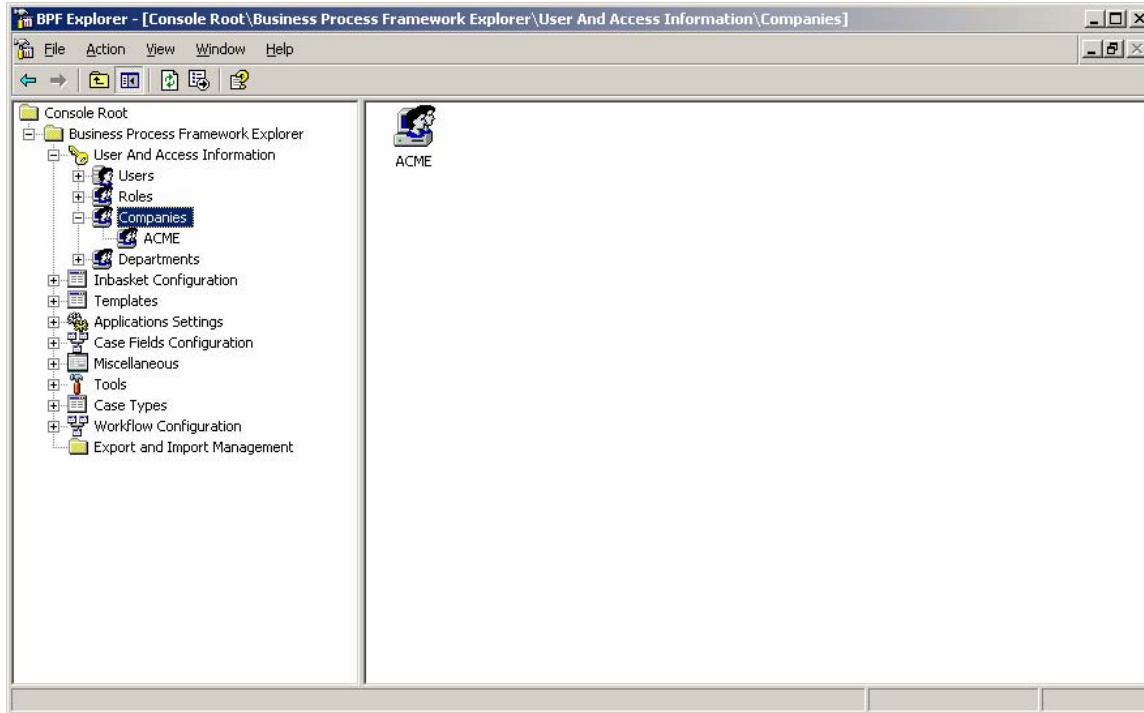 BPF Explorer - [Console Root\Business Process Framework Explorer\User And Access Information\Companies]
File Action View Window Help
Console Root
Business Process Framework Explorer
User And Access Information
Users
Roles
Companies
ACME
Departments
Inbasket Configuration
Templates
Applications Settings
Case Fields Configuration
Miscellaneous
Tools
Case Types
Workflow Configuration
Export and Import Management
ACME